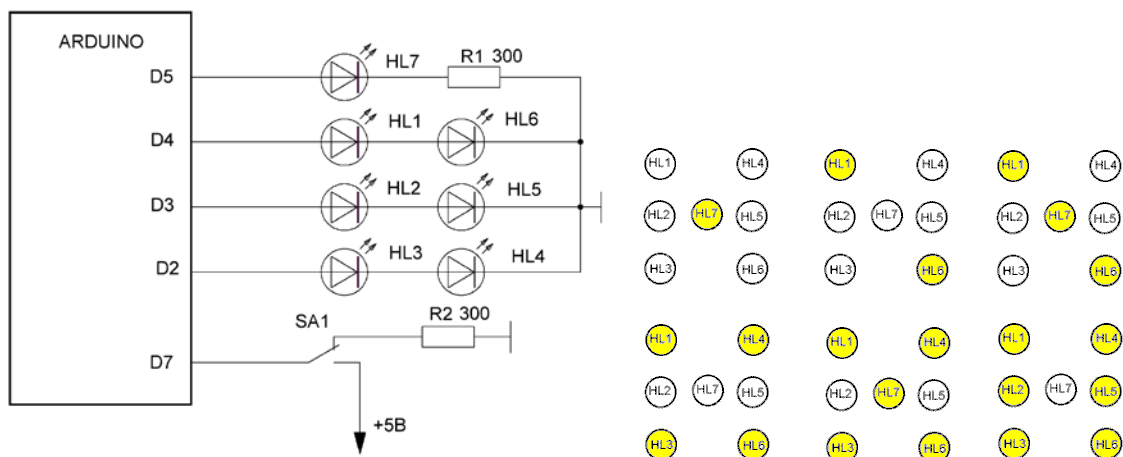 ARDUINO
D5
HL7
R1 300
D4
HL1
HL6
D3
HL2
HL5
D2
HL3
HL4
SA1
R2 300
D7
+5В
HL1 HL4 HL1 HL4 HL1 HL4
HL2 HL7 HL5 HL2 HL7 HL5 HL2 HL7 HL5
HL3 HL6 HL3 HL6 HL3 HL6
HL1 HL4 HL1 HL4 HL1 HL4
HL2 HL7 HL5 HL2 HL7 HL5 HL2 HL7 HL5
HL3 HL6 HL3 HL6 HL3 HL6